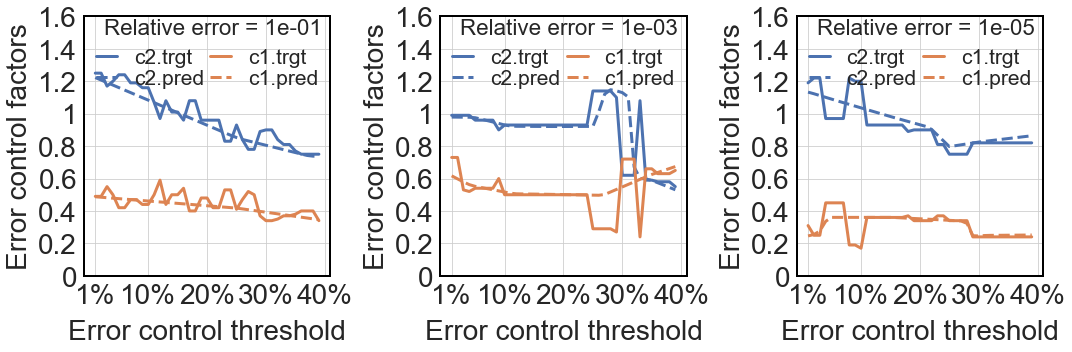 Error control factors
1.6
1.4
1.2
1
0.8
0.6
0.4
0.2
0
Relative error = 1e-01
c2.trgt c1.trgt
c2.pred c1.pred
1% 10% 20% 30% 40%
Error control threshold
Error control factors
1.6
1.4
1.2
1
0.8
0.6
0.4
0.2
0
Relative error = 1e-03
c2.trgt c1.trgt
c2.pred c1.pred
1% 10% 20% 30% 40%
Error control threshold
Error control factors
1.6
1.4
1.2
1
0.8
0.6
0.4
0.2
0
Relative error = 1e-05
c2.trgt c1.trgt
c2.pred c1.pred
1% 10% 20% 30% 40%
Error control threshold